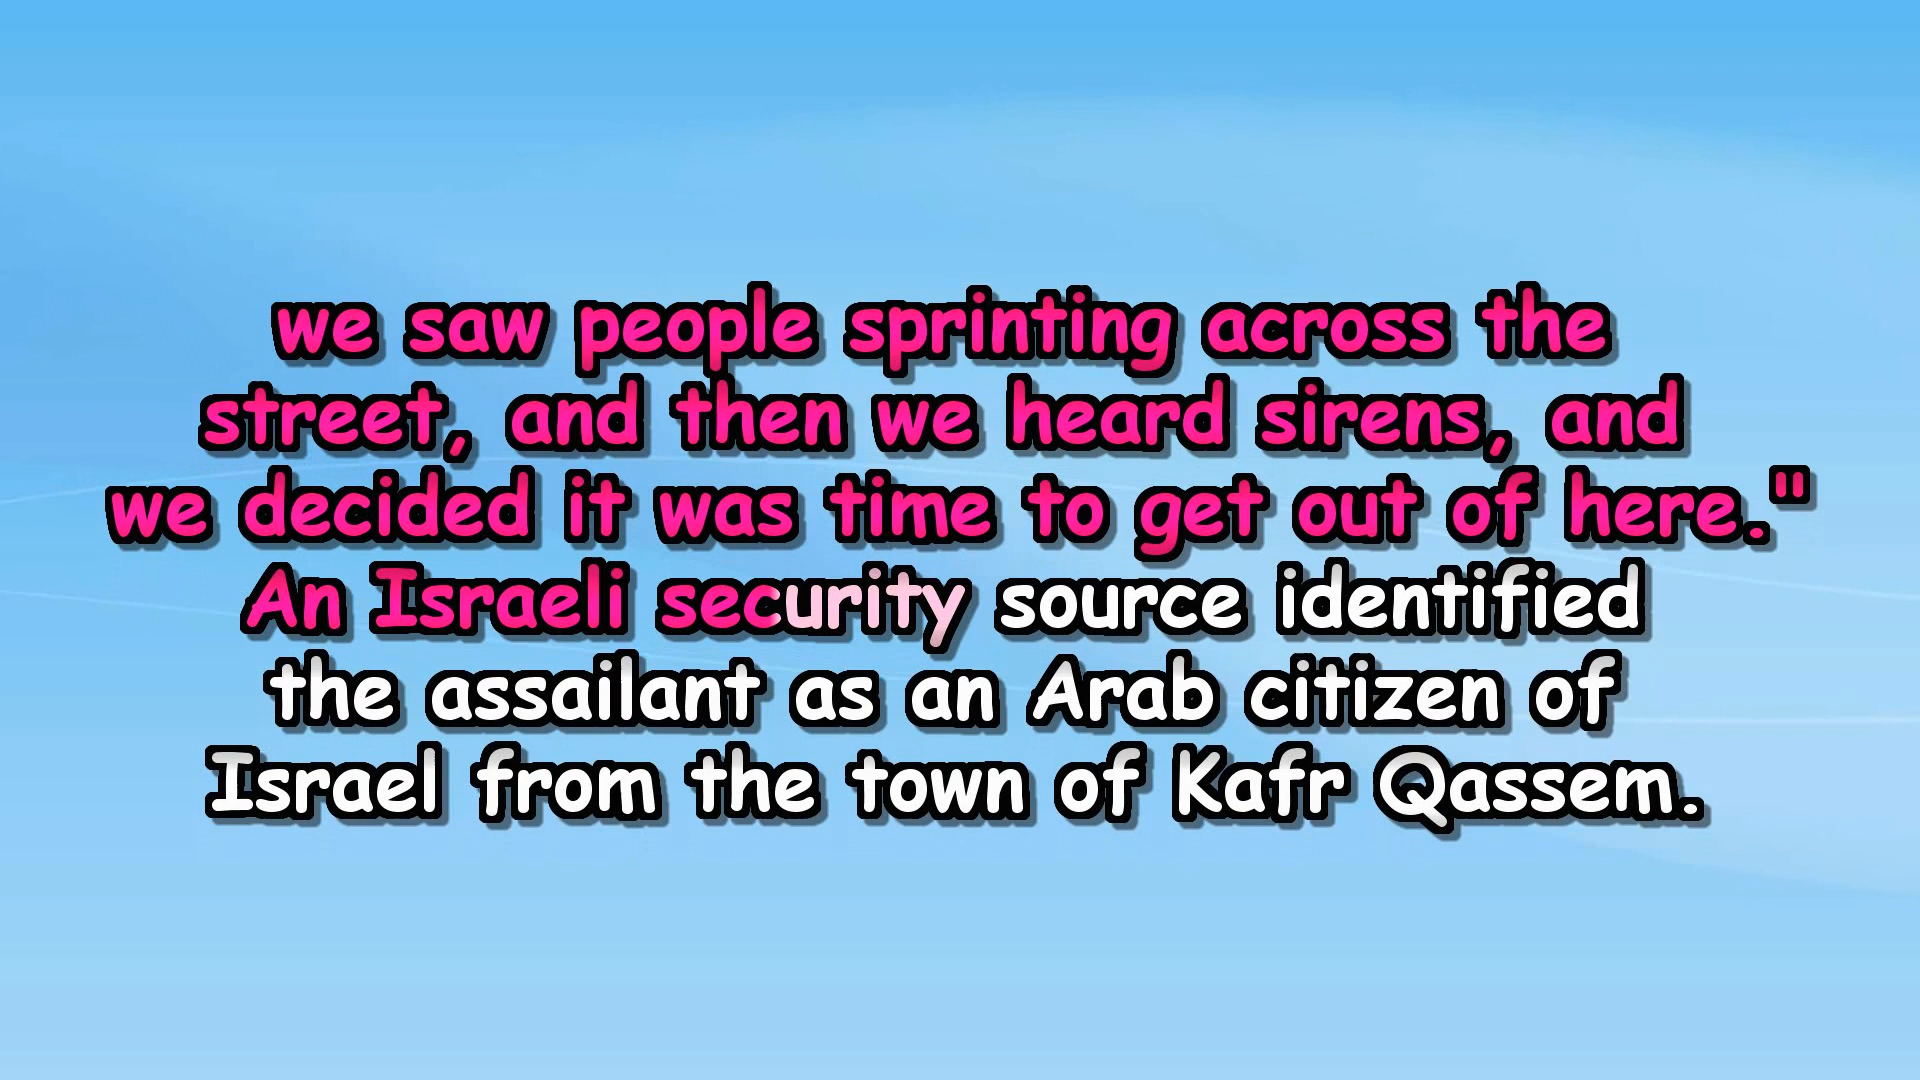 we saw people sprinting across the
street, and then we heard sirens, and
we decided it was time to get out of here."
An Israeli security source identified
the assailant as an Arab citizen of
Israel from the town of Kafr Qassem.